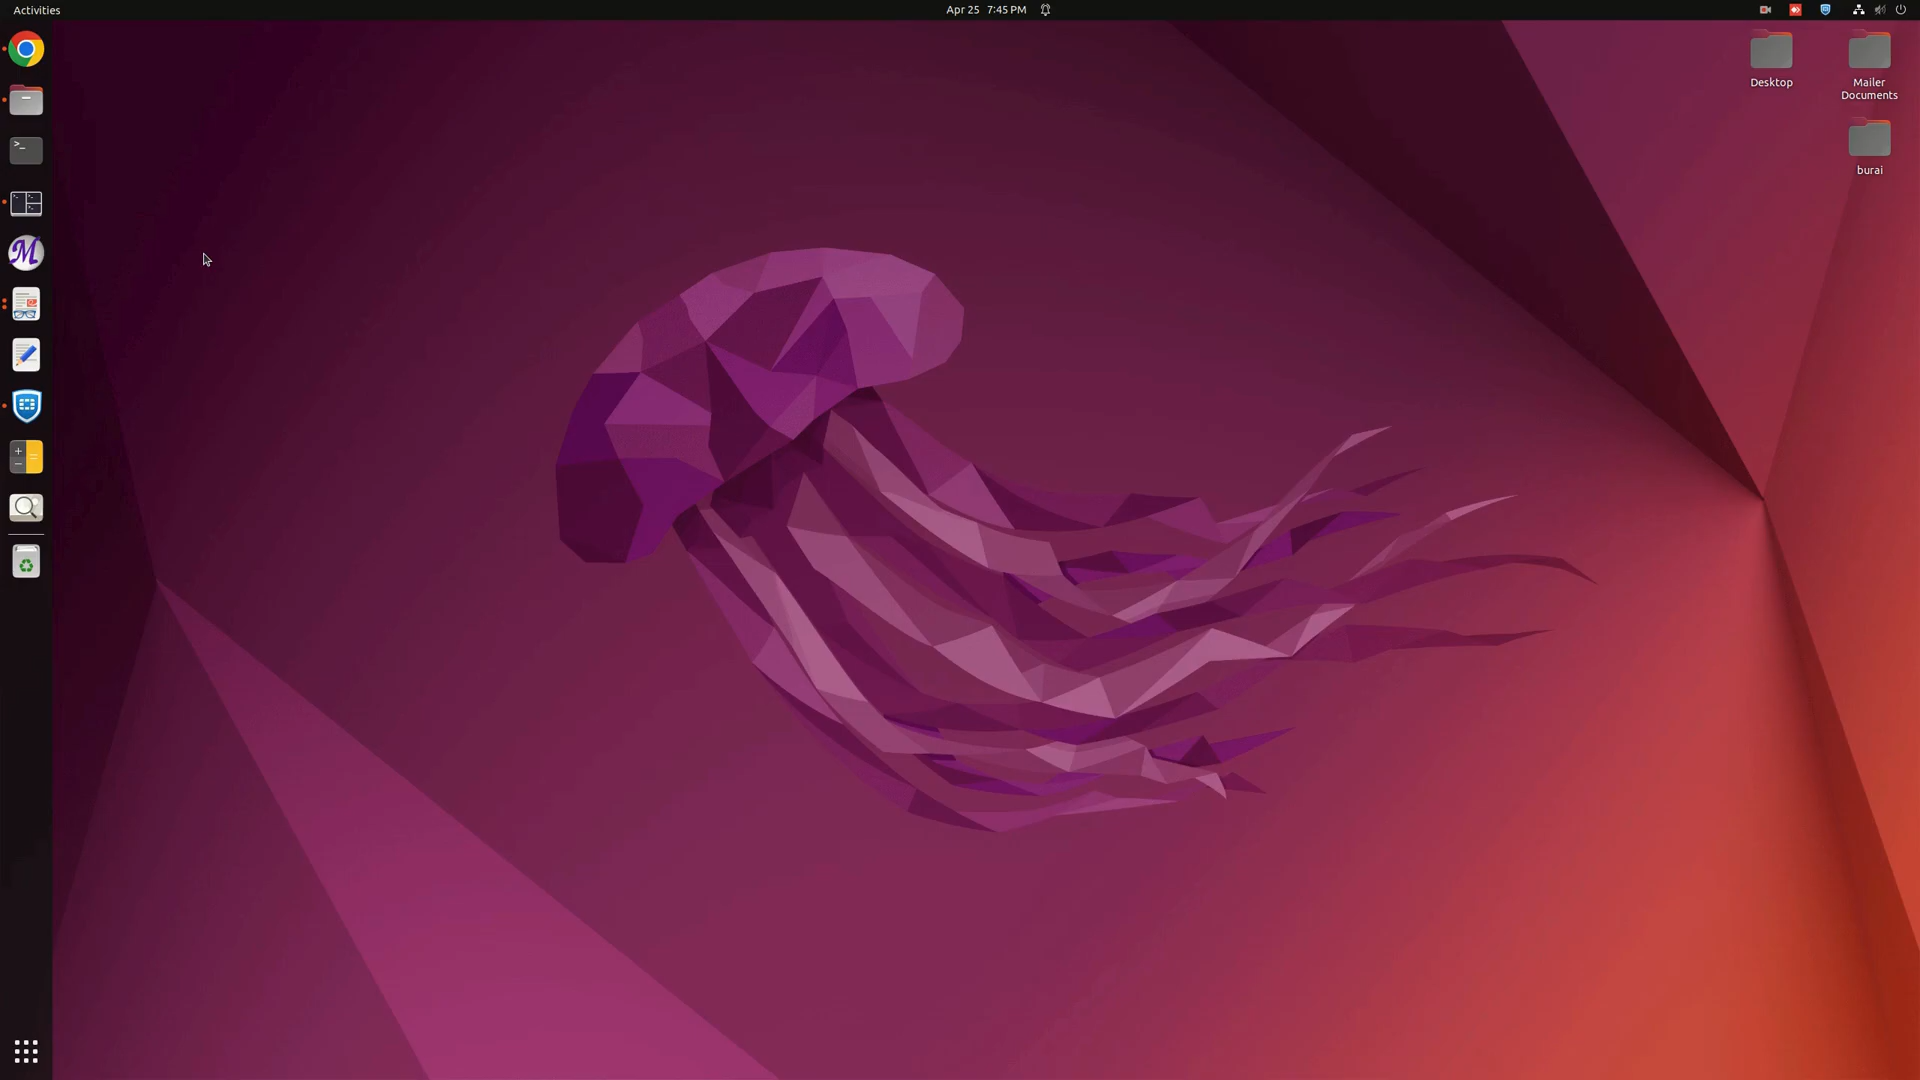 Activities
Apr 25 7:45 PM
Desktop
Mailer
Documents
burai